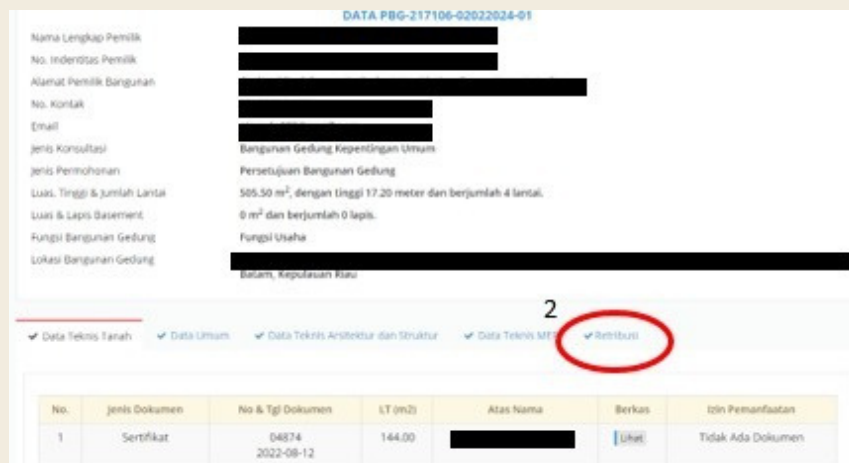 DATA PBG-217106-02022024-01
Nama Lengkap Pemilik
No. Indentitas Pemilik
Alamat Pemilik Bangunan
No. Kontak
Email
Jenis Konsultasi Bangunan Gedung Kepentingan Umum
Jenis Permohonan Persetujuan Bangunan Gedung
Luas, Tinggi & Jumlah Lantai 505.50 m², dengan tinggi 17.20 meter dan berjumlah 4 lantai.
Luas & Lapis Basement 0 m² dan berjumlah 0 lapis.
Fungsi Bangunan Gedung Fungsi Usaha
Lokasi Bangunan Gedung
Batam, Kepulauan Riau
2
Data Teknis Tanah Data Umum Data Teknis Arsitektur dan Struktur Data Teknis Retribusi
No. Jenis Dokumen No & Tgl Dokumen LT (m2) Atas Nama Berkas Izin Pemanfaatan
1 Sertifikat 04874 144.00 Lihat Tidak Ada Dokumen
2022-08-12